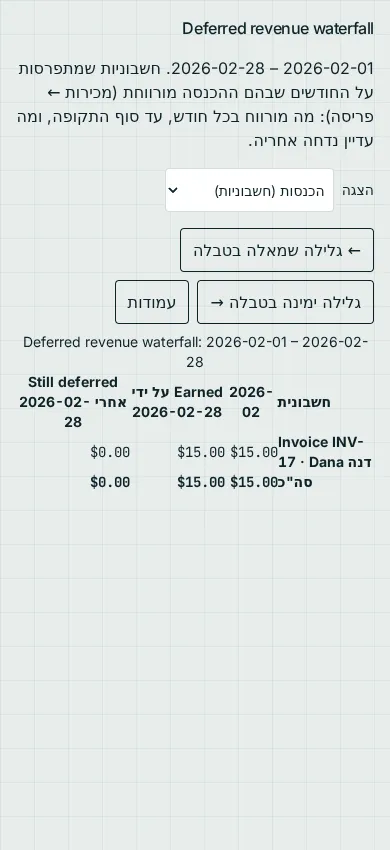 Deferred revenue waterfall
2026-02-01 – 2026-02-28. חשבוניות שמתפרסות
על החודשים שבהם ההכנסה מורווחת (מכירות ←
פריסה): מה מורווח בכל חודש, עד סוף התקופה, ומה
עדיין נדחה אחריה.
הצגה
הכנסות (חשבוניות)
← גלילה שמאלה בטבלה
גלילה ימינה בטבלה →
עמודות
Deferred revenue waterfall: 2026-02-01 – 2026-02-
28
חשבונית
2026-
02
Earned על ידי
2026-02-28
Still deferred
אחרי 2026-02-
28
Invoice INV-
17 · Dana דנה
$15.00
$15.00
$0.00
סה"כ
$15.00
$15.00
$0.00